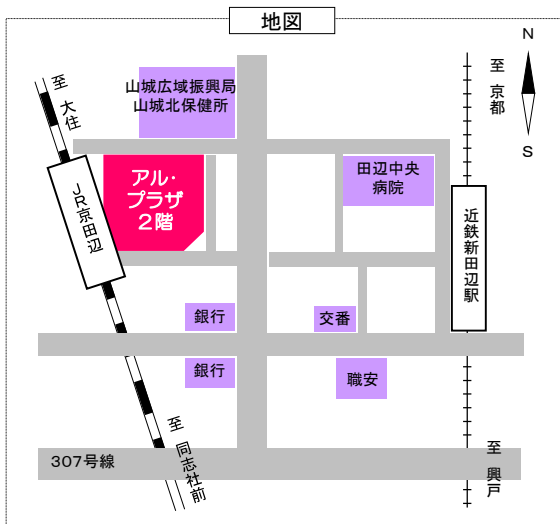 地図
N
S
至 京都
至 大住
山城広域振興局
山城北保健所
アル・
プラザ
2階
田辺中央
病院
JR京田辺
近鉄新田辺駅
銀行
交番
銀行
職安
至 同志社前
至 興戸
307号線